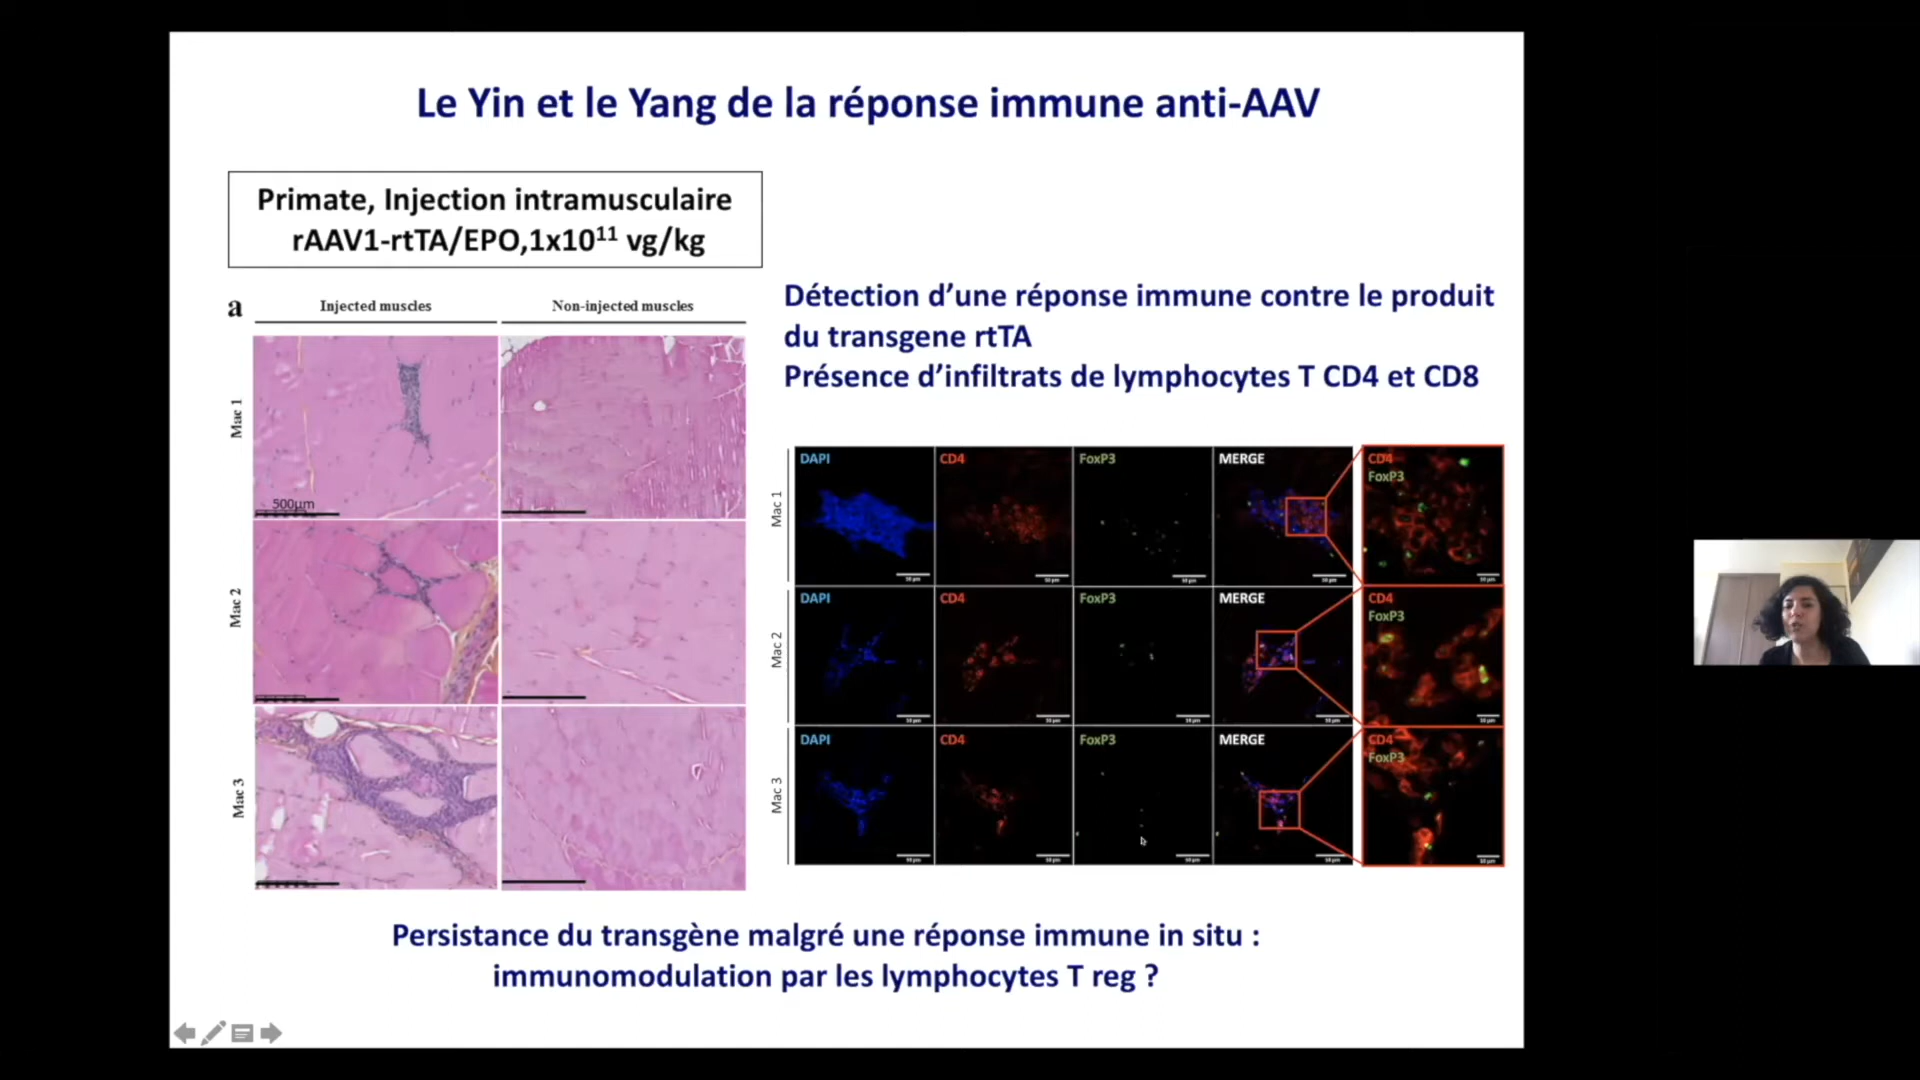 Le Yin et le Yang de la réponse immune anti-AAV
Primate, Injection intramusculaire
rAAV1-rtTA/EPO,1x10¹¹ vg/kg
a
Injected muscles
Non-injected muscles
Mac 1
500µm
Mac 2
Mac 3
Détection d’une réponse immune contre le produit
du transgene rtTA
Présence d’infiltrats de lymphocytes T CD4 et CD8
Mac 1
DAPI
CD4
FoxP3
MERGE
CD4
FoxP3
Mac 2
DAPI
CD4
FoxP3
MERGE
CD4
FoxP3
Mac 3
DAPI
CD4
FoxP3
MERGE
CD4
FoxP3
Persistance du transgène malgré une réponse immune in situ :
immunomodulation par les lymphocytes T reg ?